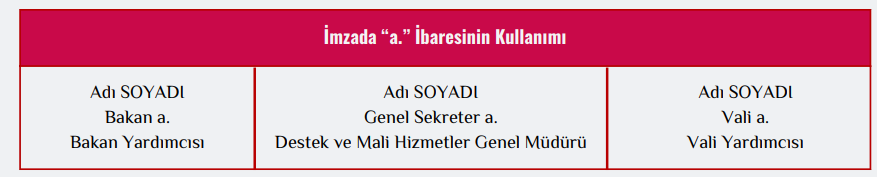 İmzada “a.” İbaresinin Kullanımı
Adı SOYADI
Bakan a.
Bakan Yardımcısı
Adı SOYADI
Genel Sekreter a.
Destek ve Mali Hizmetler Genel Müdürü
Adı SOYADI
Vali a.
Vali Yardımcısı